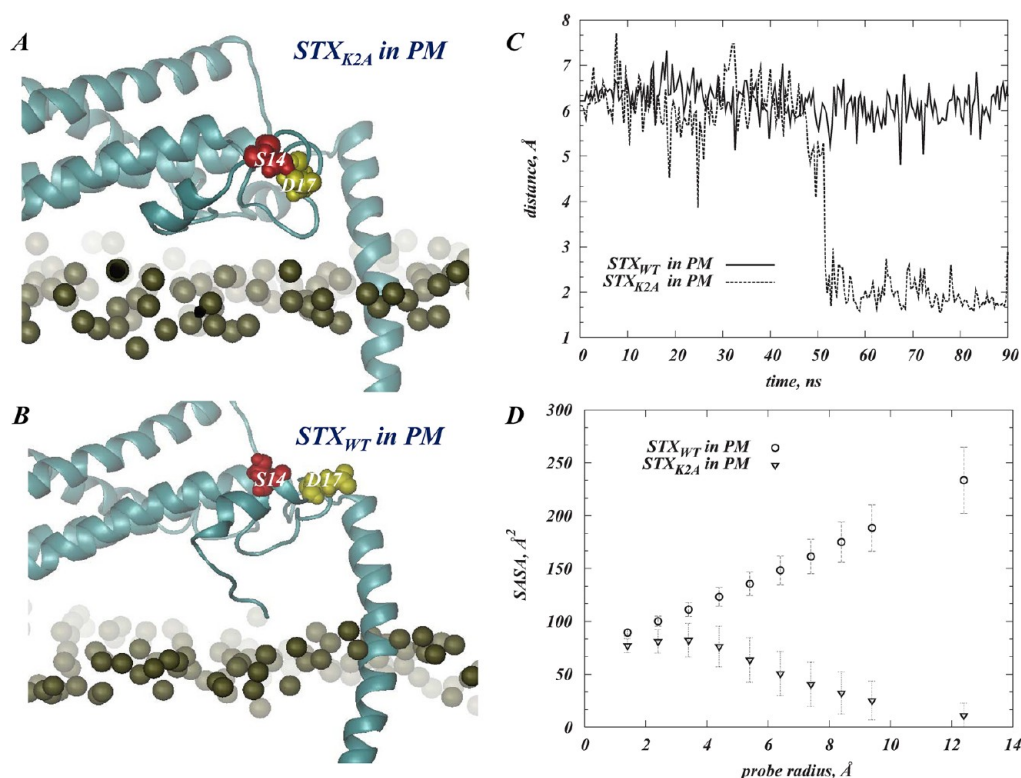 A
STX_K2A in PM
S14
D17
B
STX_WT in PM
S14
D17
C
8
7
6
5
4
3
2
1
distance, Å
STX_WT in PM
STX_K2A in PM
0 10 20 30 40 50 60 70 80 90
time, ns
D
300
250
200
150
100
50
0
SASA, Å²
STX_WT in PM
STX_K2A in PM
0 2 4 6 8 10 12 14
probe radius, Å